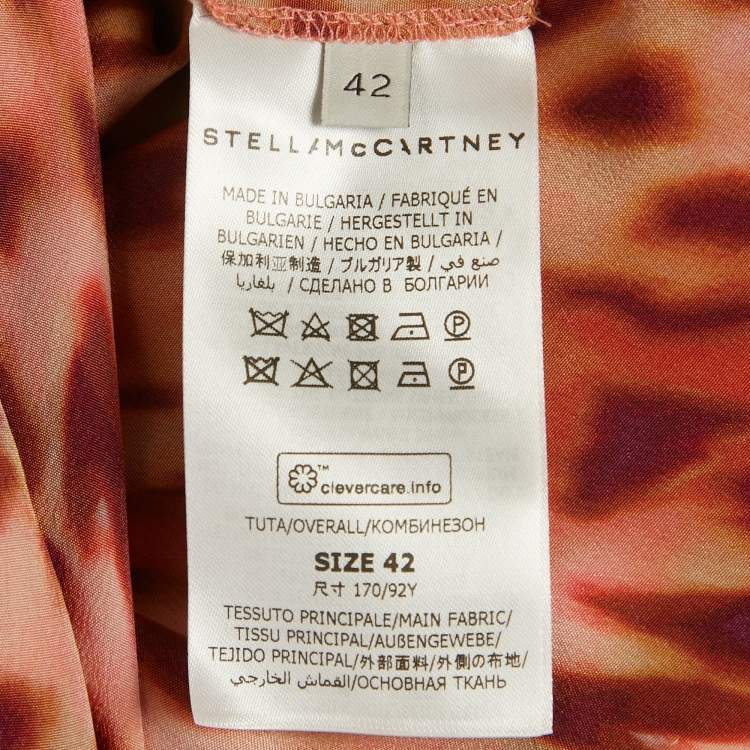 42
STELLA McCARTNEY
MADE IN BULGARIA / FABRIQUÉ EN
BULGARIE / HERGESTELLT IN
BULGARIEN / HECHO EN BULGARIA /
保加利亚制造 / ブルガリア製 / صنع في
بلغاريا / СДЕЛАНО В БОЛГАРИИ
P
P
™
clevercare.info
TUTA/OVERALL/КОМБИНЕЗОН
SIZE 42
尺寸 170/92Y
TESSUTO PRINCIPALE/MAIN FABRIC/
TISSU PRINCIPAL/AUßENGEWEBE/
TEJIDO PRINCIPAL/外部面料/外側の布地/
القماش الخارجي/ОСНОВНАЯ ТКАНЬ